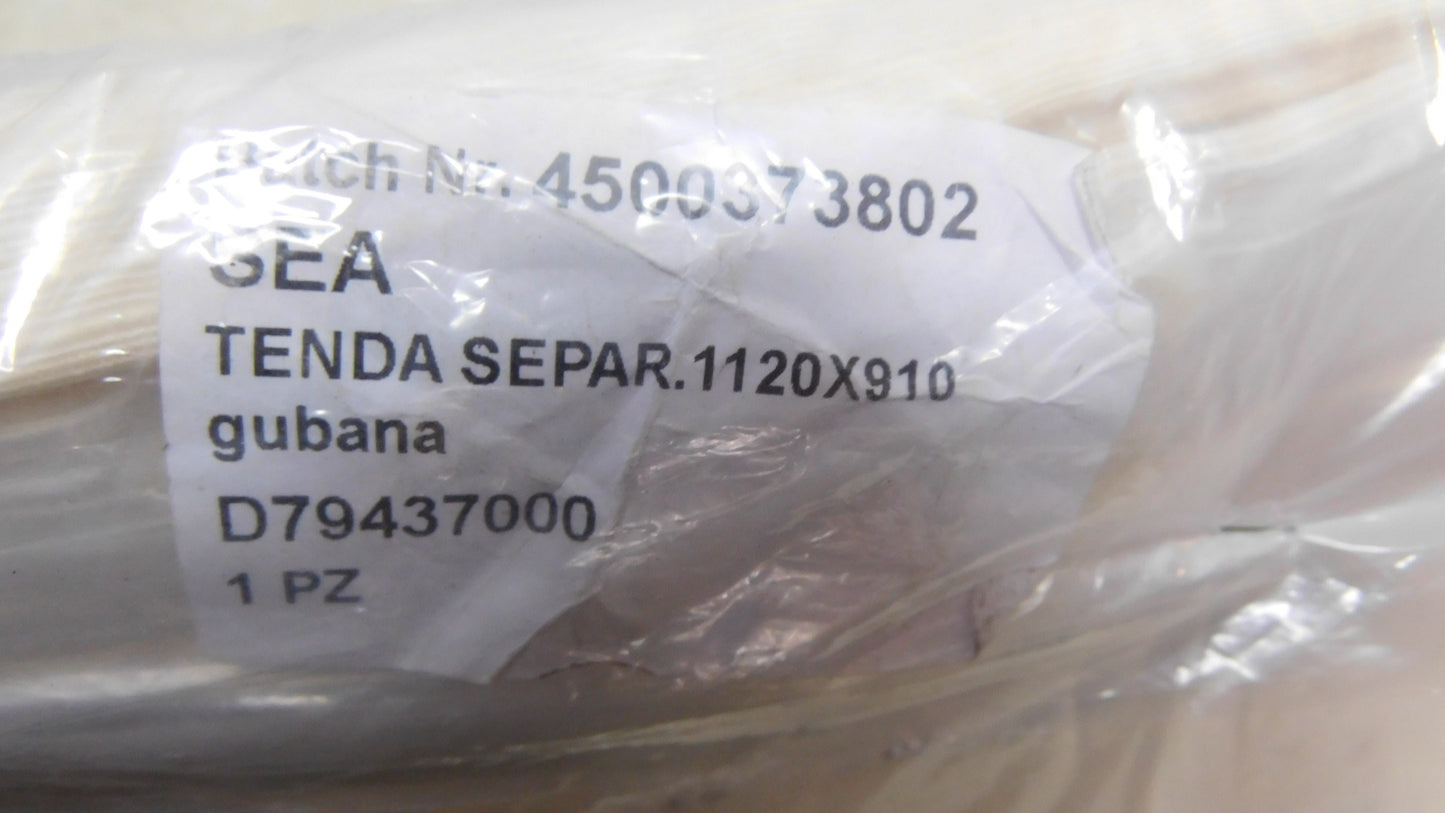 Batch Nr. 4500373802
SEA
TENDA SEPAR.1120X910
gubana
D79437000
1 PZ